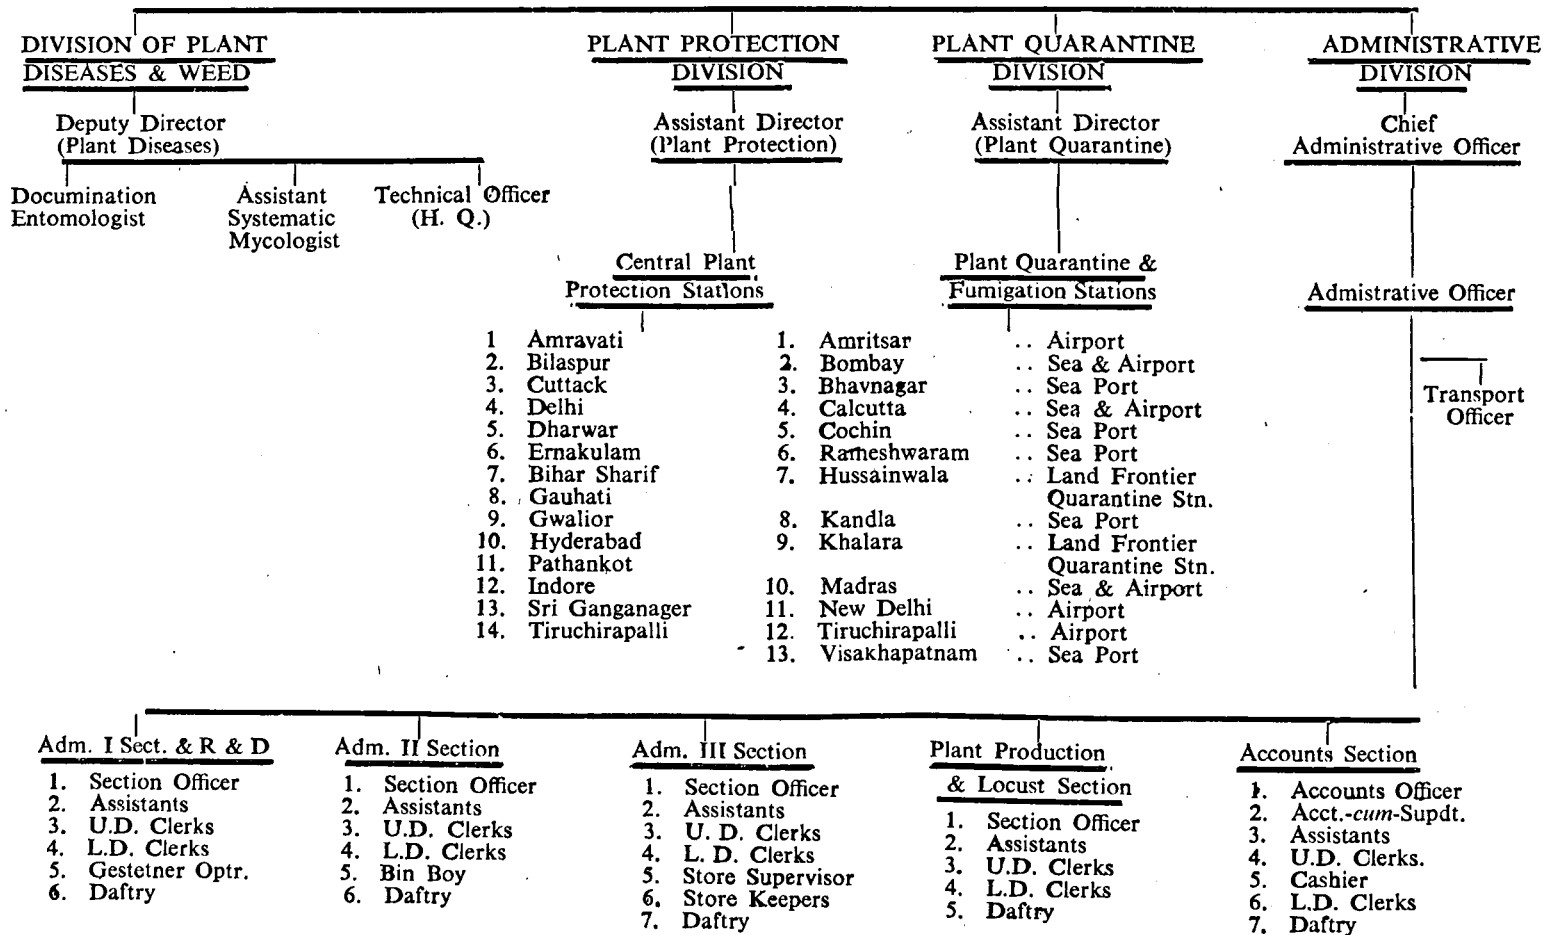 DIVISION OF PLANT
DISEASES & WEED
Deputy Director
(Plant Diseases)
Documination
Entomologist
Assistant
Systematic
Mycologist
Technical Officer
(H. Q.)
PLANT PROTECTION
DIVISION
Assistant Director
(Plant Protection)
Central Plant
Protection Stations
1 Amravati
2. Bilaspur
3. Cuttack
4. Delhi
5. Dharwar
6. Ernakulam
7. Bihar Sharif
8. Gauhati
9. Gwalior
10. Hyderabad
11. Pathankot
12. Indore
13. Sri Ganganager
14. Tiruchirapalli
PLANT QUARANTINE
DIVISION
Assistant Director
(Plant Quarantine)
Plant Quarantine &
Fumigation Stations
1. Amritsar .. Airport
2. Bombay .. Sea & Airport
3. Bhavnagar .. Sea Port
4. Calcutta .. Sea & Airport
5. Cochin .. Sea Port
6. Rameshwaram .. Sea Port
7. Hussainwala .. Land Frontier
Quarantine Stn.
8. Kandla .. Sea Port
9. Khalara .. Land Frontier
Quarantine Stn.
10. Madras .. Sea & Airport
11. New Delhi .. Airport
12. Tiruchirapalli .. Airport
13. Visakhapatnam .. Sea Port
ADMINISTRATIVE
DIVISION
Chief
Administrative Officer
Admistrative Officer
Transport
Officer
Adm. I Sect. & R & D
1. Section Officer
2. Assistants
3. U.D. Clerks
4. L.D. Clerks
5. Gestetner Optr.
6. Daftry
Adm. II Section
1. Section Officer
2. Assistants
3. U.D. Clerks
4. L.D. Clerks
5. Bin Boy
6. Daftry
Adm. III Section
1. Section Officer
2. Assistants
3. U. D. Clerks
4. L. D. Clerks
5. Store Supervisor
6. Store Keepers
7. Daftry
Plant Production
& Locust Section
1. Section Officer
2. Assistants
3. U.D. Clerks
4. L.D. Clerks
5. Daftry
Accounts Section
1. Accounts Officer
2. Acct.-cum-Supdt.
3. Assistants
4. U.D. Clerks.
5. Cashier
6. L.D. Clerks
7. Daftry